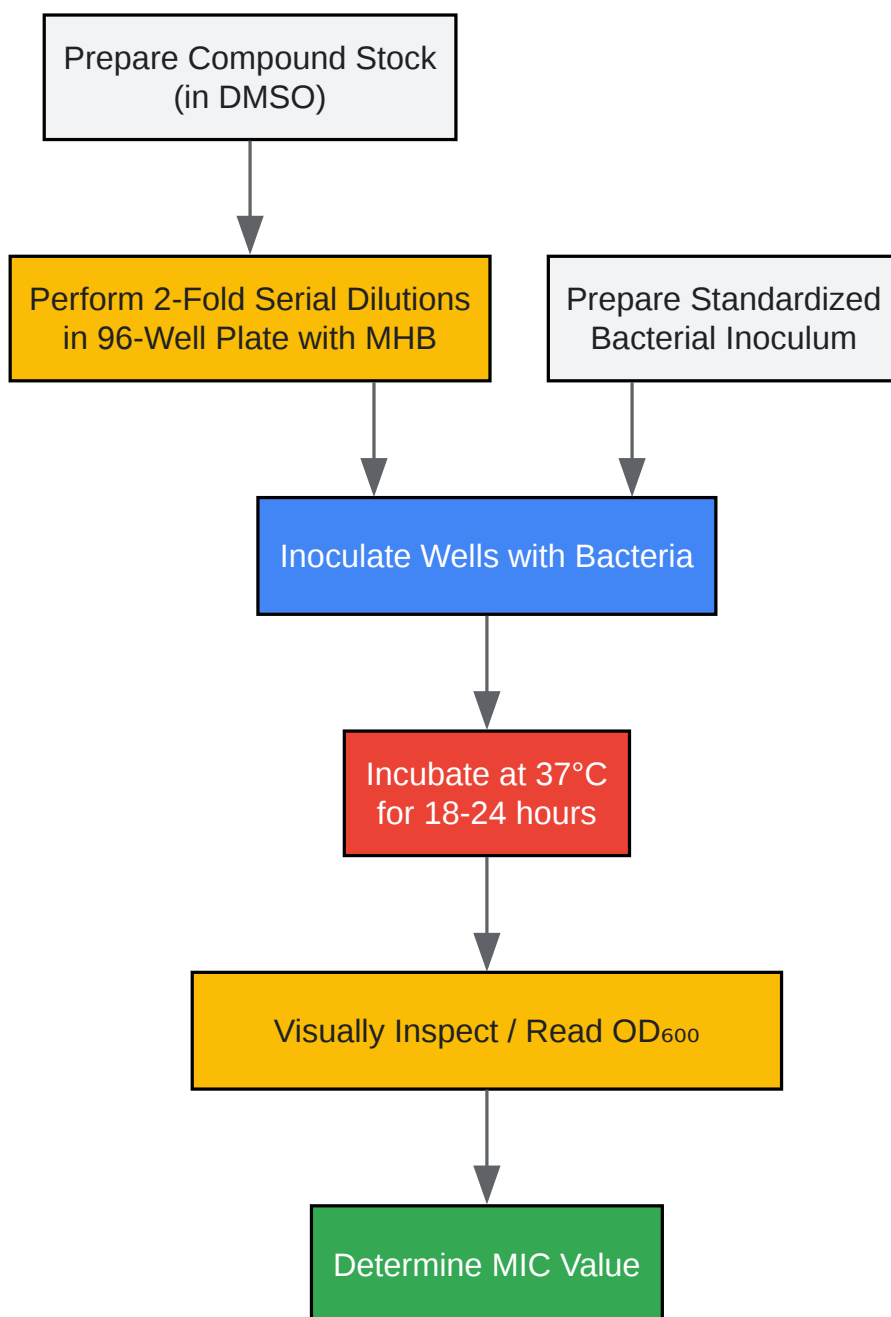 Prepare Compound Stock
(in DMSO)
Perform 2-Fold Serial Dilutions
in 96-Well Plate with MHB
Prepare Standardized
Bacterial Inoculum
Inoculate Wells with Bacteria
Incubate at 37°C
for 18-24 hours
Visually Inspect / Read OD₆₀₀
Determine MIC Value